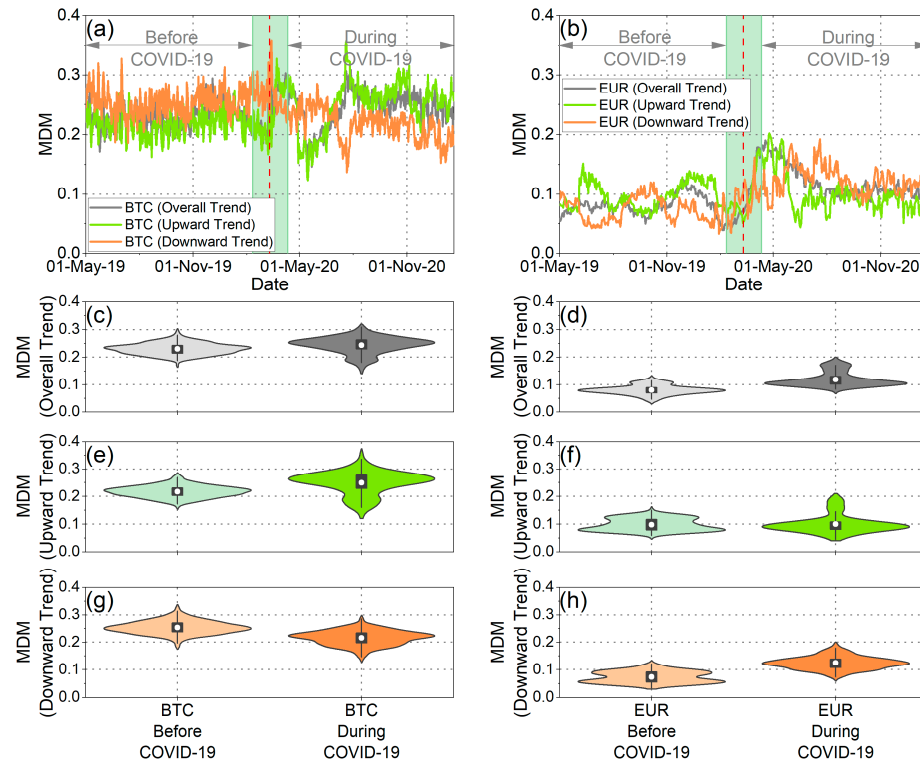 (a)
Before
COVID-19
During
COVID-19
MDM
0.4
0.3
0.2
0.1
0.0
BTC (Overall Trend)
BTC (Upward Trend)
BTC (Downward Trend)
01-May-19
01-Nov-19
01-May-20
01-Nov-20
Date
(b)
Before
COVID-19
During
COVID-19
MDM
0.4
0.3
0.2
0.1
0.0
EUR (Overall Trend)
EUR (Upward Trend)
EUR (Downward Trend)
01-May-19
01-Nov-19
01-May-20
01-Nov-20
Date
(c)
MDM
(Overall Trend)
0.4
0.3
0.2
0.1
0.0
(d)
MDM
(Overall Trend)
0.4
0.3
0.2
0.1
0.0
(e)
MDM
(Upward Trend)
0.4
0.3
0.2
0.1
0.0
(f)
MDM
(Upward Trend)
0.4
0.3
0.2
0.1
0.0
(g)
MDM
(Downward Trend)
0.4
0.3
0.2
0.1
0.0
BTC
Before
COVID-19
BTC
During
COVID-19
(h)
MDM
(Downward Trend)
0.4
0.3
0.2
0.1
0.0
EUR
Before
COVID-19
EUR
During
COVID-19